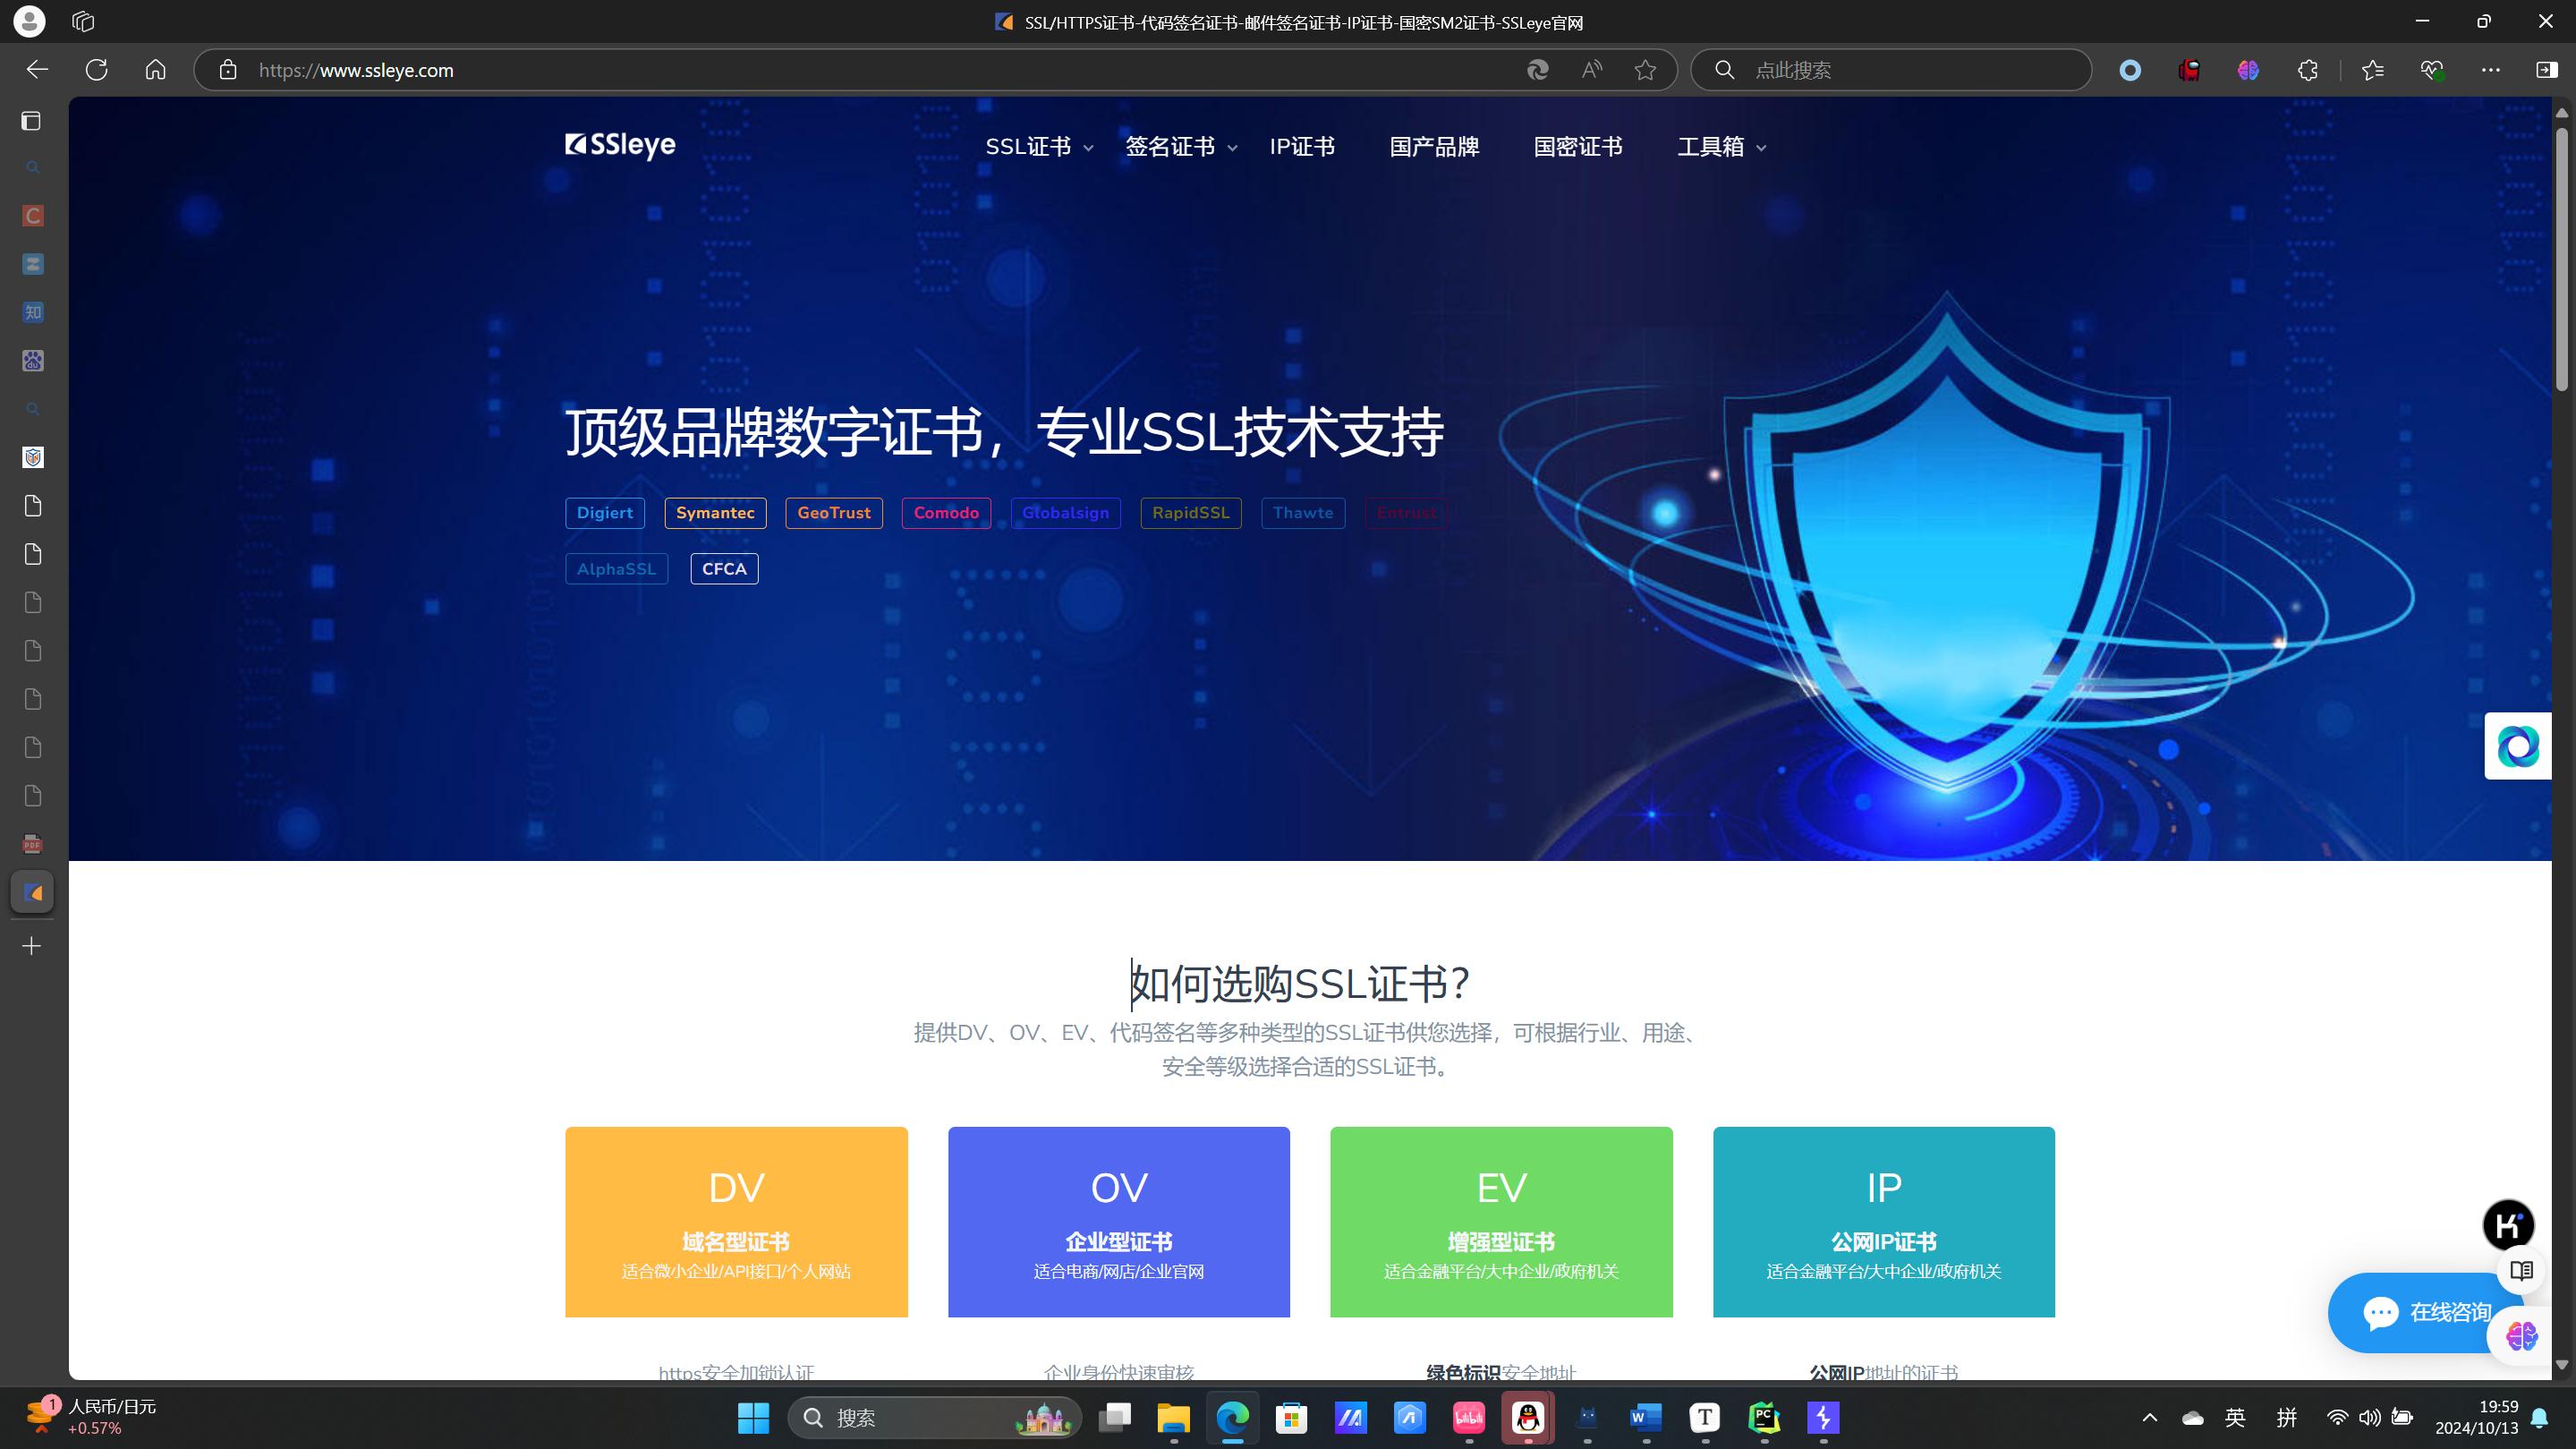 SSL/HTTPS证书-代码签名证书-邮件签名证书-IP证书-国密SM2证书-SSLeye官网
https://www.ssleye.com
点此搜索
SSleye
SSL证书 签名证书 IP证书 国产品牌 国密证书 工具箱
顶级品牌数字证书，专业SSL技术支持
Digiert Symantec GeoTrust Comodo Globalsign RapidSSL Thawte Entrust
AlphaSSL CFCA
如何选购SSL证书？
提供DV、OV、EV、代码签名等多种类型的SSL证书供您选择，可根据行业、用途、
安全等级选择合适的SSL证书。
DV OV EV IP
域名型证书 企业型证书 增强型证书 公网IP证书
适合微小企业/API接口/个人网站 适合电商/网店/企业官网 适合金融平台/大中企业/政府机关 适合金融平台/大中企业/政府机关
在线咨询
https安全加锁认证 企业身份快速审核 绿色标识安全地址 公网IP地址的证书
1 人民币/日元
+0.57%
搜索
英 拼
19:59
2024/10/13